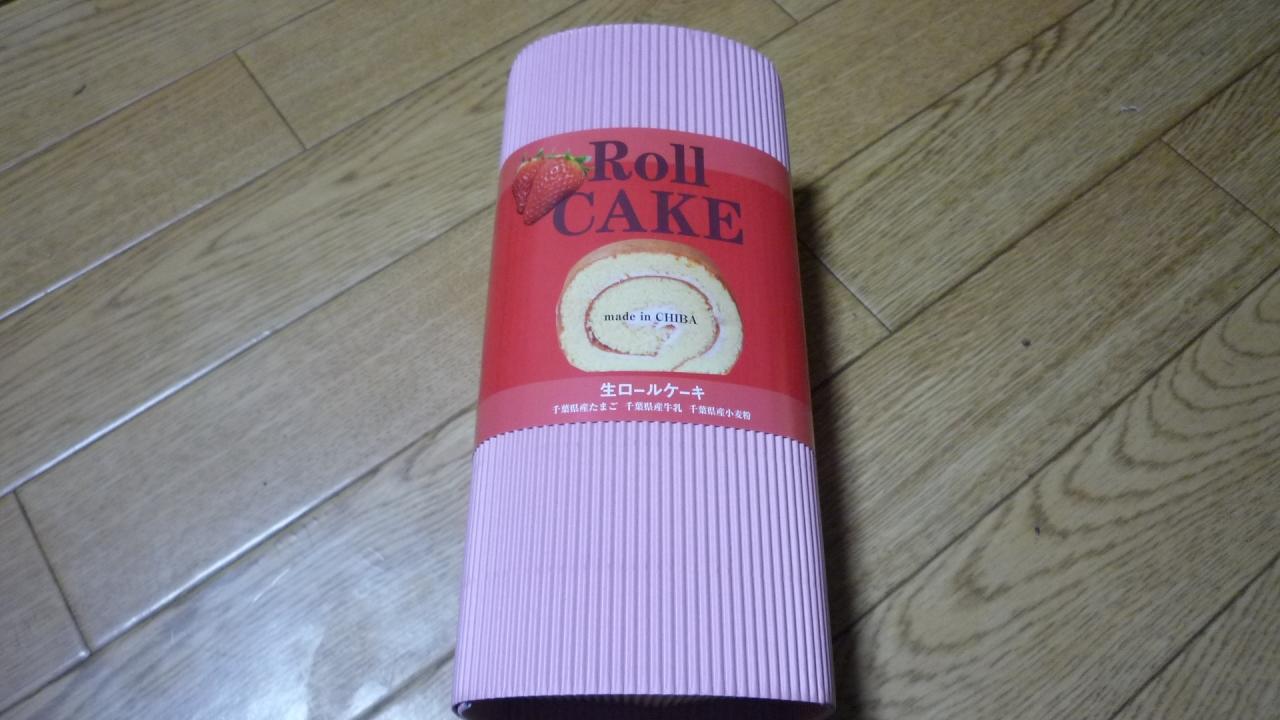 Roll
CAKE
made in CHIBA
生ロールケーキ
千葉県産たまご 千葉県産牛乳 千葉県産小麦粉